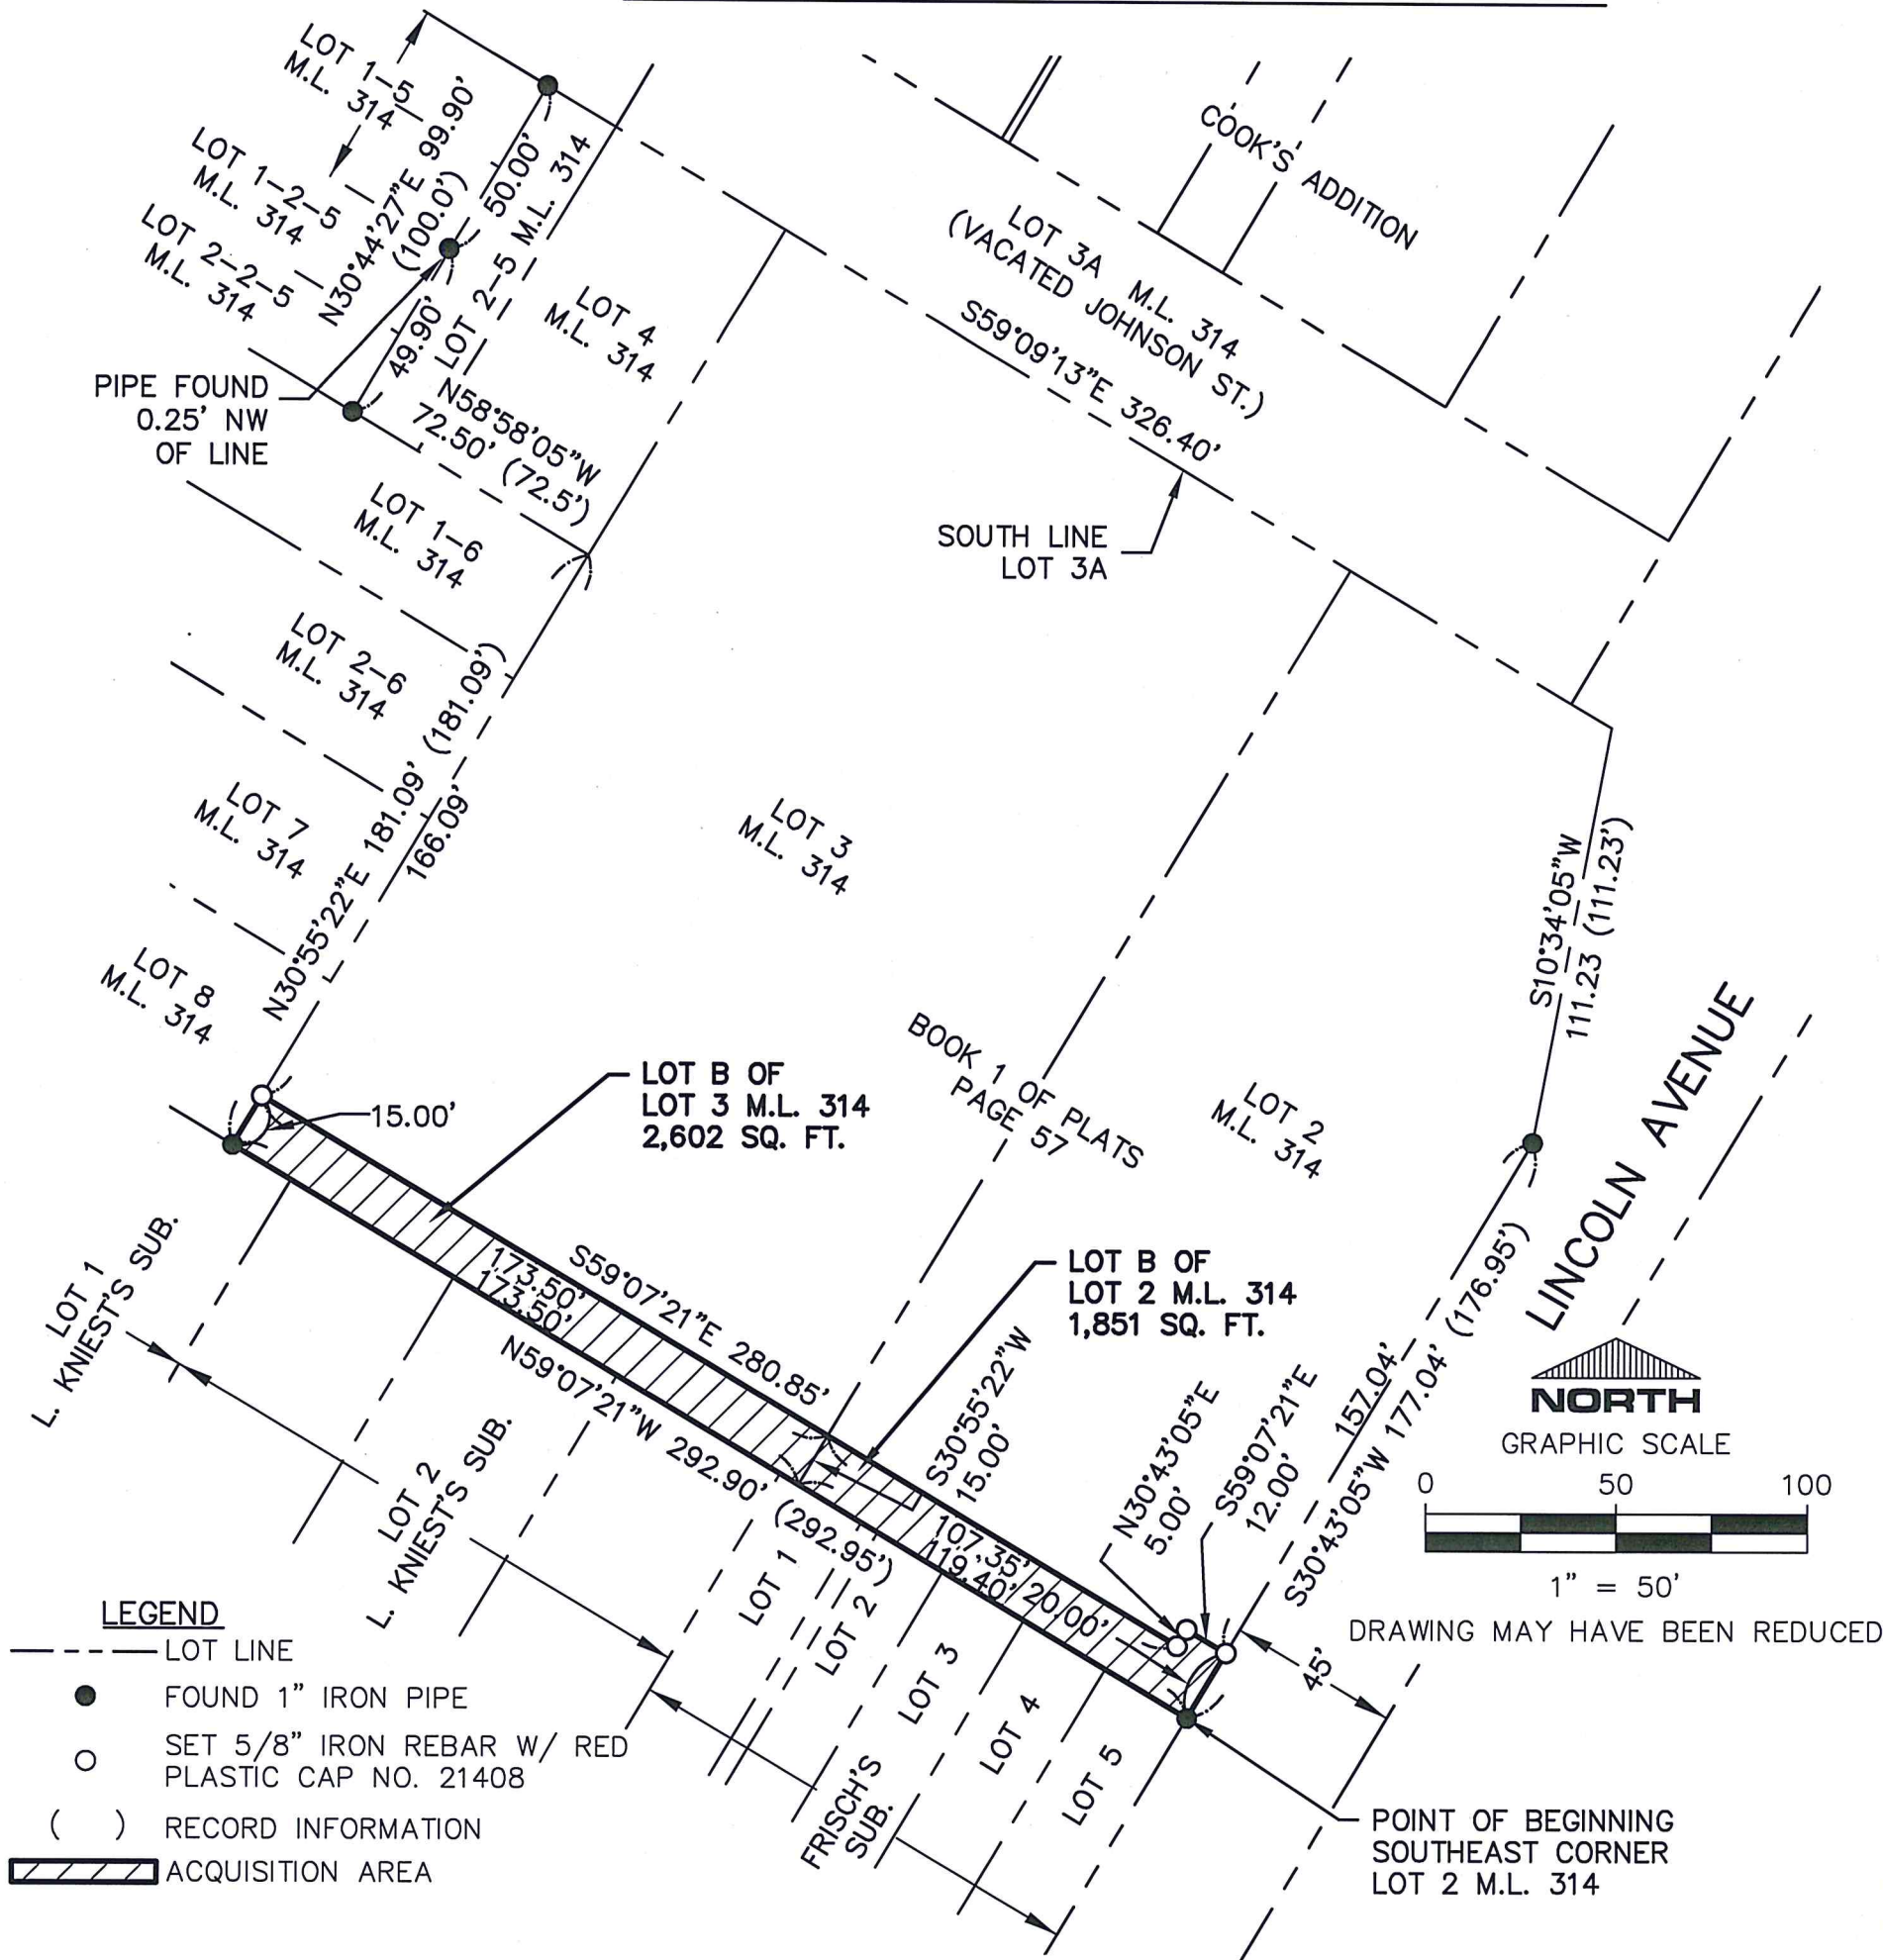 LOT 1-5
M.L. 314
N30°44'27"E 99.90'
(100.0')
50.00'
LOT 1-2-5
M.L. 314
LOT 2-2-5
M.L. 314
49.90'
LOT 2-5 M.L. 314
LOT 4
M.L. 314
PIPE FOUND
0.25' NW
OF LINE
N58°58'05"W
72.50' (72.5')
COOK'S ADDITION
LOT 3A M.L. 314
(VACATED JOHNSON ST.)
S59°09'13"E 326.40'
SOUTH LINE
LOT 3A
LOT 1-6
M.L. 314
LOT 2-6
M.L. 314
LOT 7
M.L. 314
LOT 8
M.L. 314
N30°55'22"E 181.09' (181.09')
166.09'
LOT 3
M.L. 314
S10°34'05"W
111.23 (111.23')
LINCOLN AVENUE
BOOK 1 OF PLATS
PAGE 57
LOT 2
M.L. 314
LOT B OF
LOT 3 M.L. 314
2,602 SQ. FT.
15.00'
LOT B OF
LOT 2 M.L. 314
1,851 SQ. FT.
S59°07'21"E 280.85'
173.50'
173.50'
N59°07'21"W 292.90' (292.95')
S30°55'22"W
15.00'
107.35'
119.40'
20.00'
N30°43'05"E
5.00'
S59°07'21"E
12.00'
157.04'
S30°43'05"W 177.04' (176.95')
45'
LOT 1
L. KNIEST'S SUB.
LOT 2
L. KNIEST'S SUB.
LOT 1
LOT 2
LOT 3
LOT 4
LOT 5
FRISCH'S
SUB.
NORTH
GRAPHIC SCALE
0 50 100
1" = 50'
DRAWING MAY HAVE BEEN REDUCED
LEGEND
LOT LINE
FOUND 1" IRON PIPE
SET 5/8" IRON REBAR W/ RED
PLASTIC CAP NO. 21408
( ) RECORD INFORMATION
ACQUISITION AREA
POINT OF BEGINNING
SOUTHEAST CORNER
LOT 2 M.L. 314